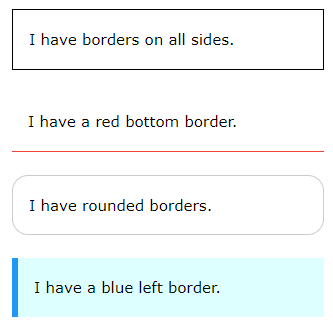 I have borders on all sides.
I have a red bottom border.
I have rounded borders.
I have a blue left border.